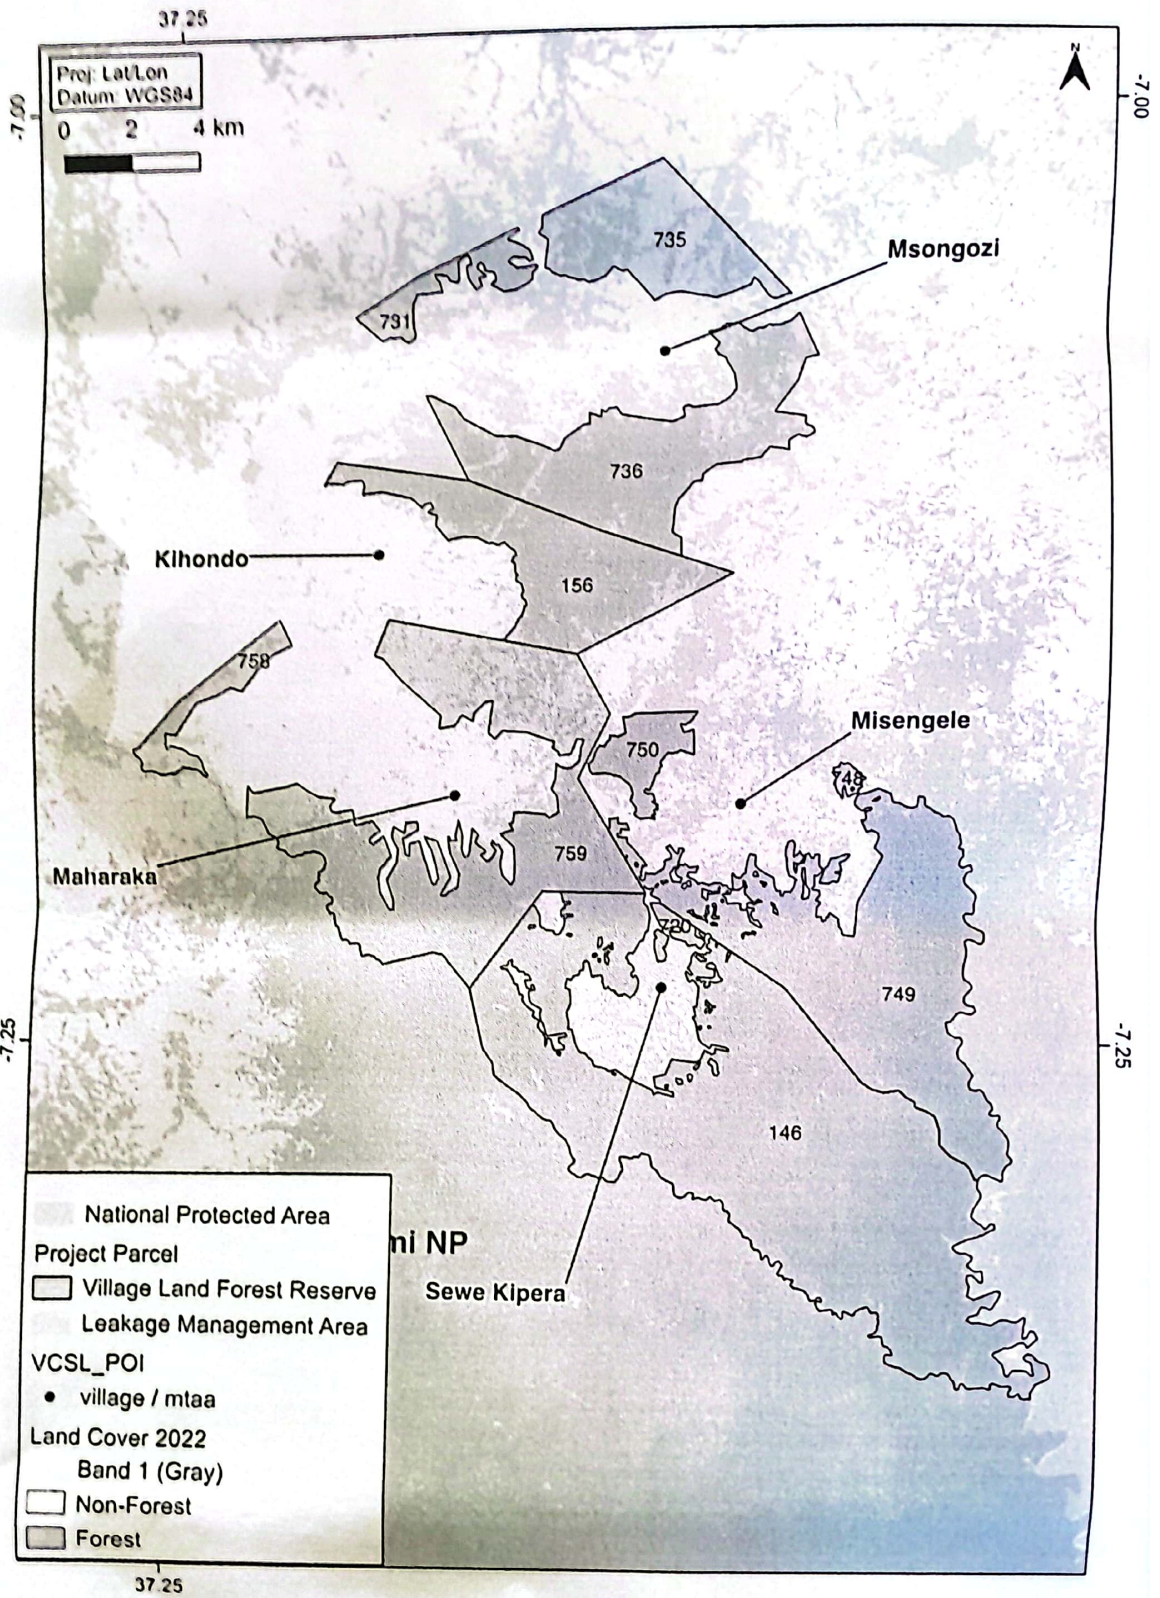 37.25
Proj: Lat/Lon
Datum: WGS84
0 2 4 km
N
-7.00
-7.00
735
Msongozi
731
736
Kihondo
156
758
750
Misengele
748
759
Maharaka
720
749
-7.25
-7.25
146
National Protected Area
Project Parcel
mi NP
Village Land Forest Reserve
Sewe Kipera
Leakage Management Area
VCSL_POI
village / mtaa
Land Cover 2022
Band 1 (Gray)
Non-Forest
Forest
37.25